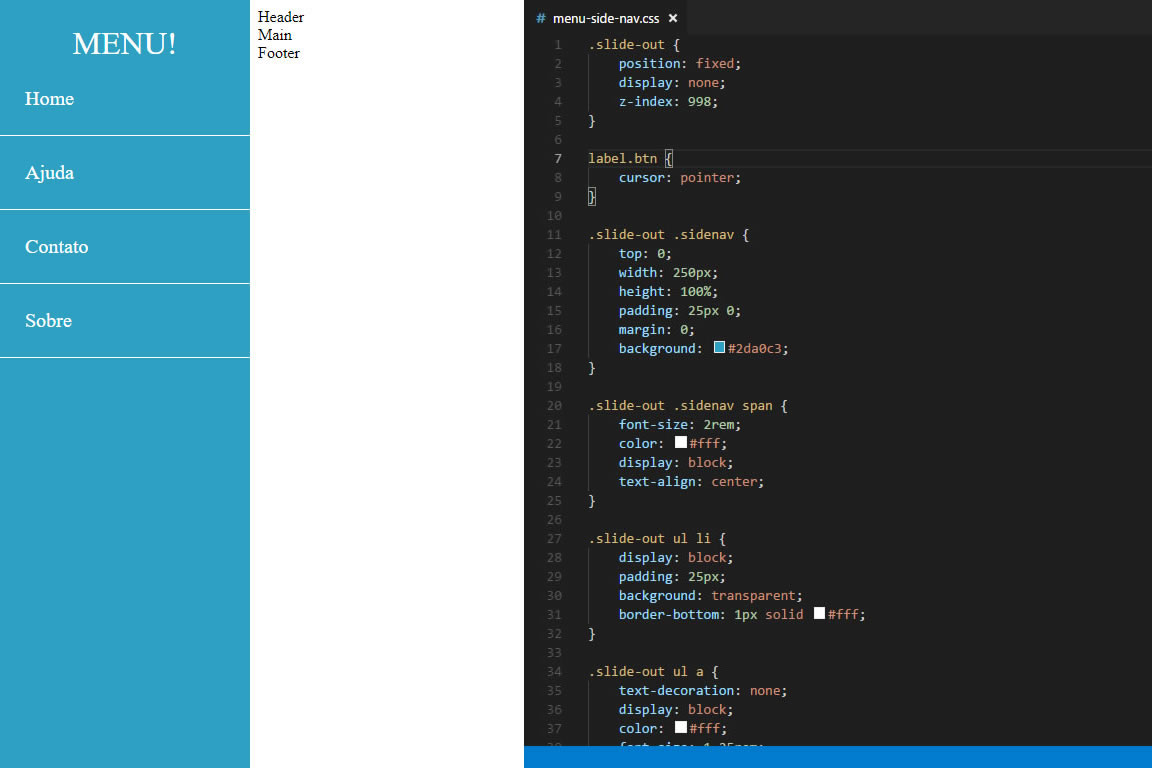 MENU!
Home
Ajuda
Contato
Sobre
Header
Main
Footer
# menu-side-nav.css ×
1 .slide-out {
2 position: fixed;
3 display: none;
4 z-index: 998;
5 }
6
7 label.btn {
8 cursor: pointer;
9 }
10
11 .slide-out .sidenav {
12 top: 0;
13 width: 250px;
14 height: 100%;
15 padding: 25px 0;
16 margin: 0;
17 background: #2da0c3;
18 }
19
20 .slide-out .sidenav span {
21 font-size: 2rem;
22 color: #fff;
23 display: block;
24 text-align: center;
25 }
26
27 .slide-out ul li {
28 display: block;
29 padding: 25px;
30 background: transparent;
31 border-bottom: 1px solid #fff;
32 }
33
34 .slide-out ul a {
35 text-decoration: none;
36 display: block;
37 color: #fff;
38 font-size: 1.25rem;